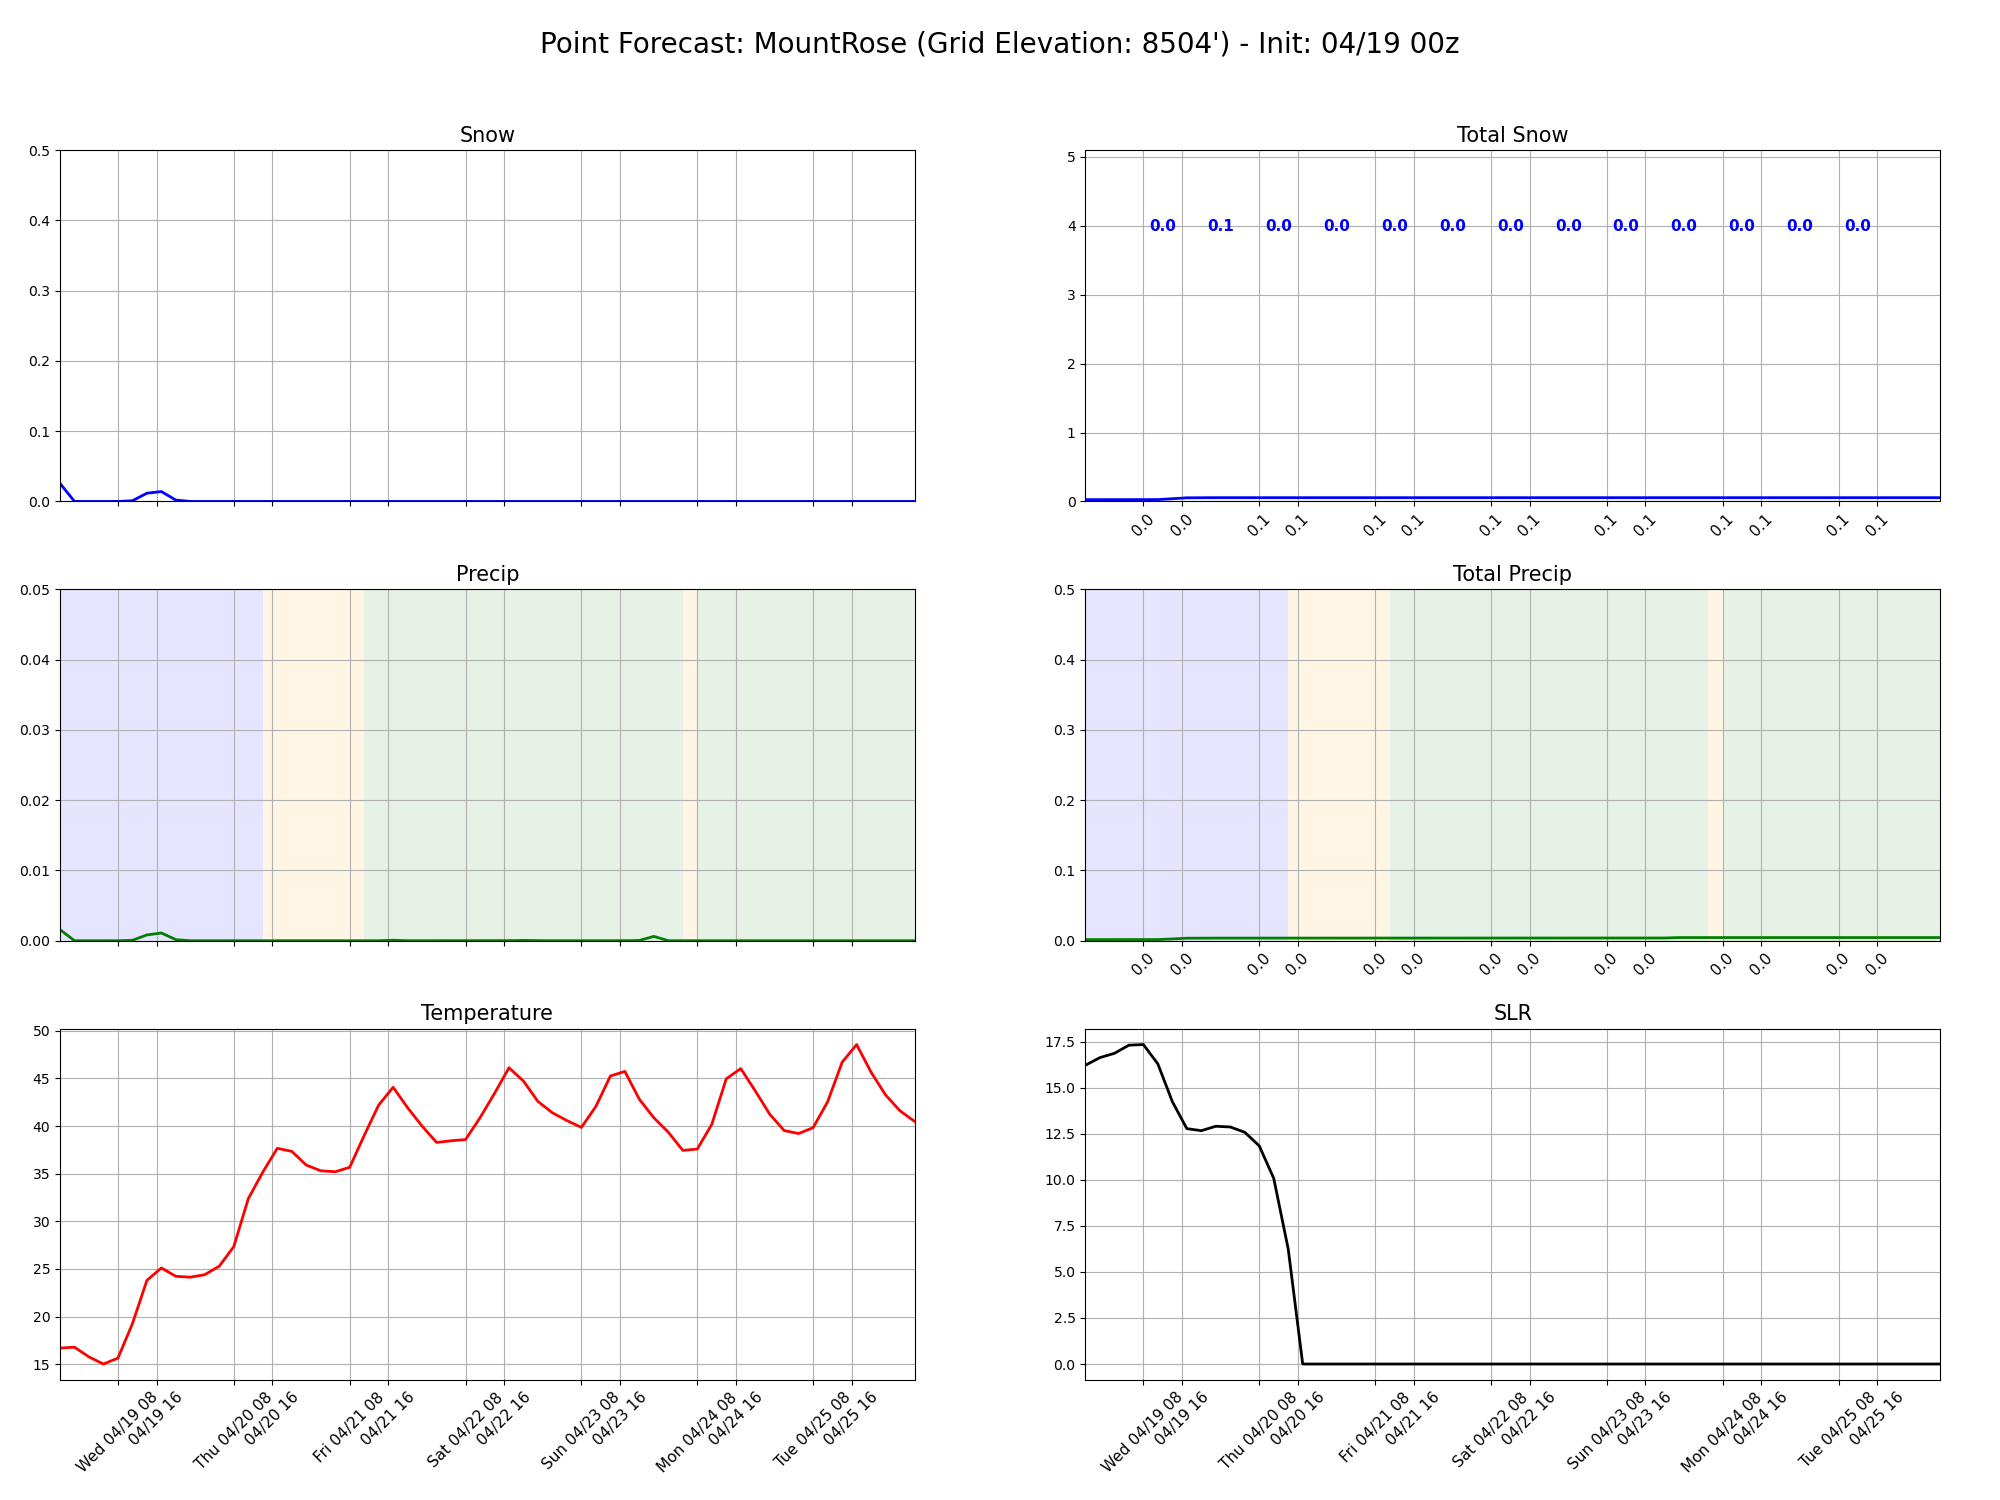 Point Forecast: MountRose (Grid Elevation: 8504') - Init: 04/19 00z
Snow
0.5
0.4
0.3
0.2
0.1
0.0
Total Snow
5
4
3
2
1
0
0.0 0.1 0.0 0.0 0.0 0.0 0.0 0.0 0.0 0.0 0.0 0.0 0.0
0.0 0.0 0.1 0.1 0.1 0.1 0.1 0.1 0.1 0.1 0.1 0.1 0.1 0.1
Precip
0.05
0.04
0.03
0.02
0.01
0.00
Total Precip
0.5
0.4
0.3
0.2
0.1
0.0
0.0 0.0 0.0 0.0 0.0 0.0 0.0 0.0 0.0 0.0 0.0 0.0 0.0 0.0
Temperature
50
45
40
35
30
25
20
15
Wed 04/19 08
04/19 16
Thu 04/20 08
04/20 16
Fri 04/21 08
04/21 16
Sat 04/22 08
04/22 16
Sun 04/23 08
04/23 16
Mon 04/24 08
04/24 16
Tue 04/25 08
04/25 16
SLR
17.5
15.0
12.5
10.0
7.5
5.0
2.5
0.0
Wed 04/19 08
04/19 16
Thu 04/20 08
04/20 16
Fri 04/21 08
04/21 16
Sat 04/22 08
04/22 16
Sun 04/23 08
04/23 16
Mon 04/24 08
04/24 16
Tue 04/25 08
04/25 16